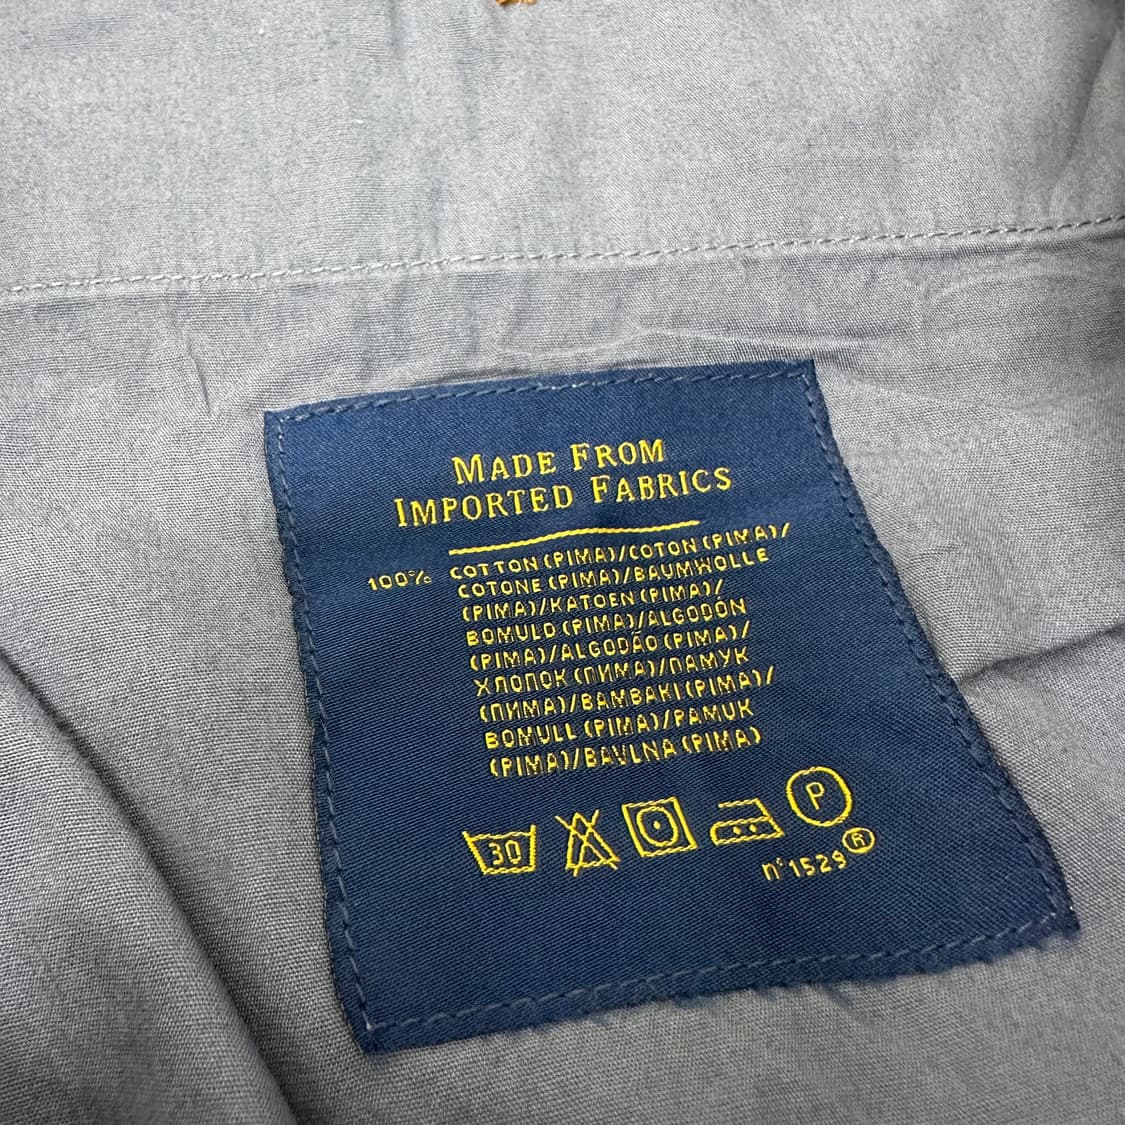 MADE FROM
IMPORTED FABRICS
100% COTTON (PIMA)/COTON (PIMA)/
COTONE (PIMA)/BAUMWOLLE
(PIMA)/KATOEN (PIMA)/
BOMULD (PIMA)/ALGODÓN
(PIMA)/ALGODÃO (PIMA)/
ХЛОПОК (ПИМА)/ПАМУК
(ПИМА)/BAMBAKI (PIMA)/
BOMULL (PIMA)/PAMUK
(PIMA)/BAVLNA (PIMA)
30 P
n° 1529 ®